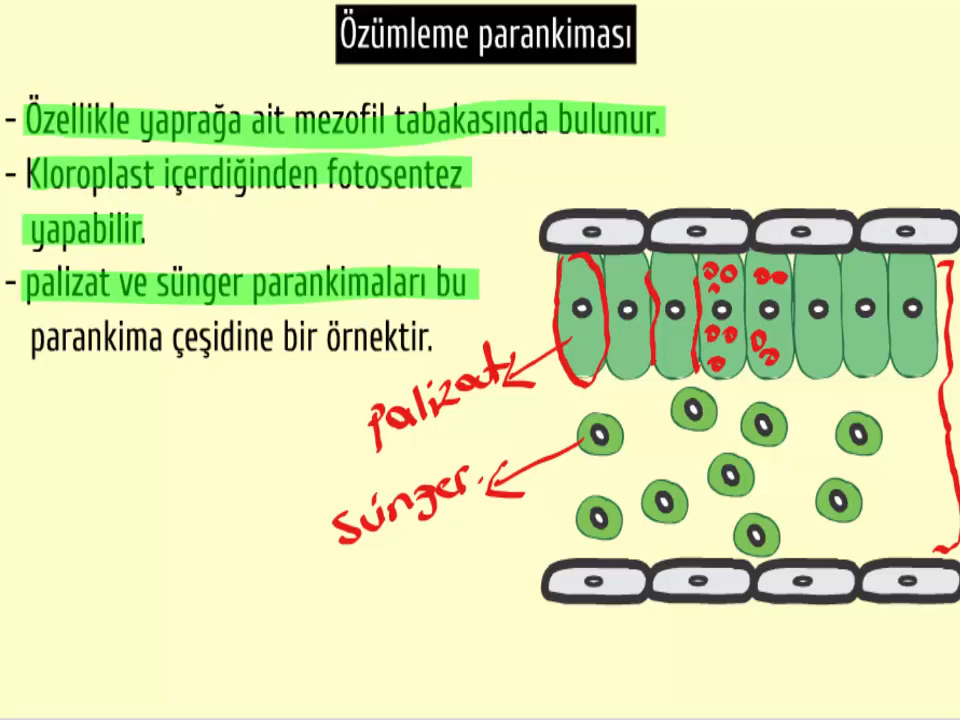 Özümleme parankiması
- Özellikle yaprağa ait mezofil tabakasında bulunur.
- Kloroplast içerdiğinden fotosentez
yapabilir.
- palizat ve sünger parankimaları bu
parankima çeşidine bir örnektir.
palizat
sünger.